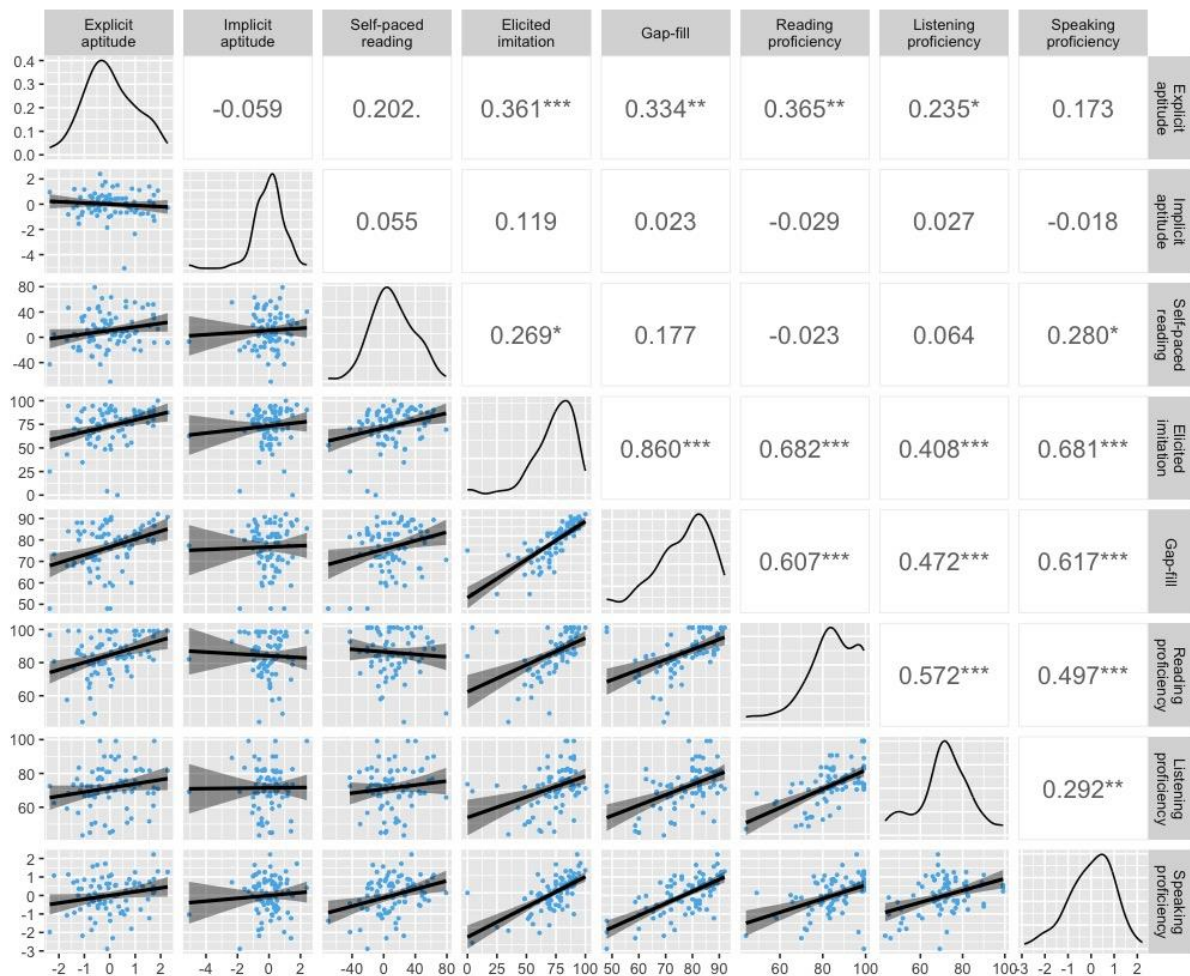 Explicit aptitude
Implicit aptitude
Self-paced reading
Elicited imitation
Gap-fill
Reading proficiency
Listening proficiency
Speaking proficiency
0.4
0.3
0.2
0.1
0.0
-0.059
0.202.
0.361***
0.334**
0.365**
0.235*
0.173
Explicit aptitude
2
0
-2
-4
0.055
0.119
0.023
-0.029
0.027
-0.018
Implicit aptitude
80
40
0
-40
0.269*
0.177
-0.023
0.064
0.280*
Self-paced reading
100
75
50
25
0
0.860***
0.682***
0.408***
0.681***
Elicited imitation
90
80
70
60
50
0.607***
0.472***
0.617***
Gap-fill
100
80
60
0.572***
0.497***
Reading proficiency
100
80
60
0.292**
Listening proficiency
2
1
0
-1
-2
-3
Speaking proficiency
-2 -1 0 1 2
-4 -2 0 2
-40 0 40 80
0 25 50 75 100
50 60 70 80 90
60 80 100
60 80 100
-3 -2 -1 0 1 2